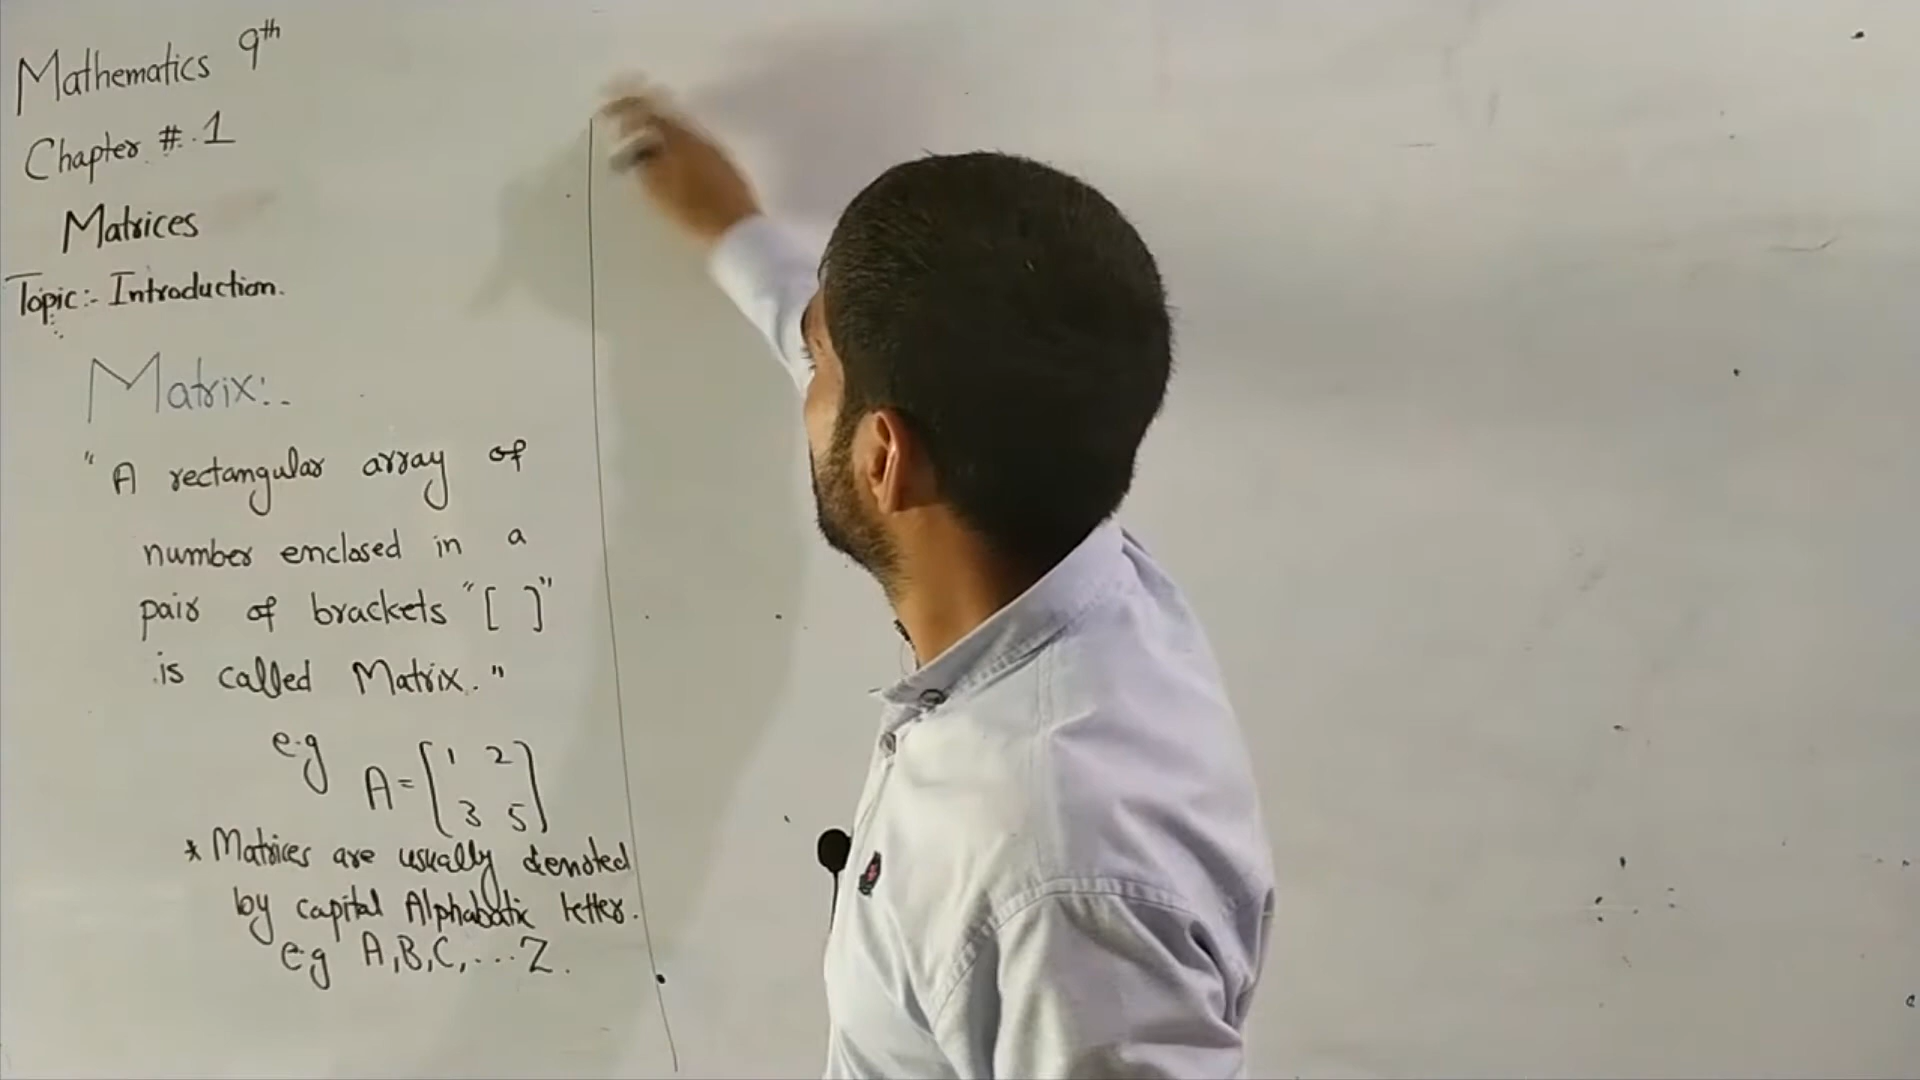 Mathematics 9th
Chapter #.1
Matrices
Topic:- Introduction.
Matrix:-
"A rectangular array of
number enclosed in a
pair of brackets "[ ]"
is called Matrix."
e.g A=[1 2
3 5]
* Matrices are usually denoted
by capital Alphabatic letter.
e.g A,B,C,...Z.